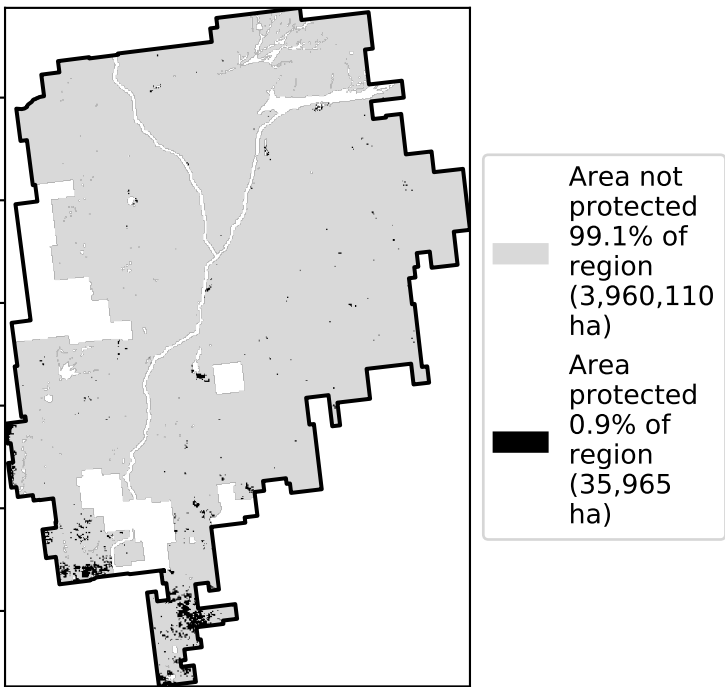 Area not
protected
99.1% of
region
(3,960,110
ha)
Area
protected
0.9% of
region
(35,965
ha)